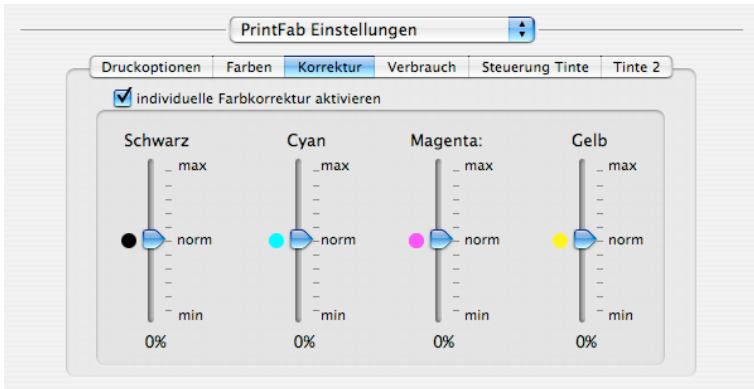 PrintFab Einstellungen
Druckoptionen Farben Korrektur Verbrauch Steuerung Tinte Tinte 2
individuelle Farbkorrektur aktivieren
Schwarz Cyan Magenta: Gelb
max max max max
norm norm norm norm
min min min min
0% 0% 0% 0%